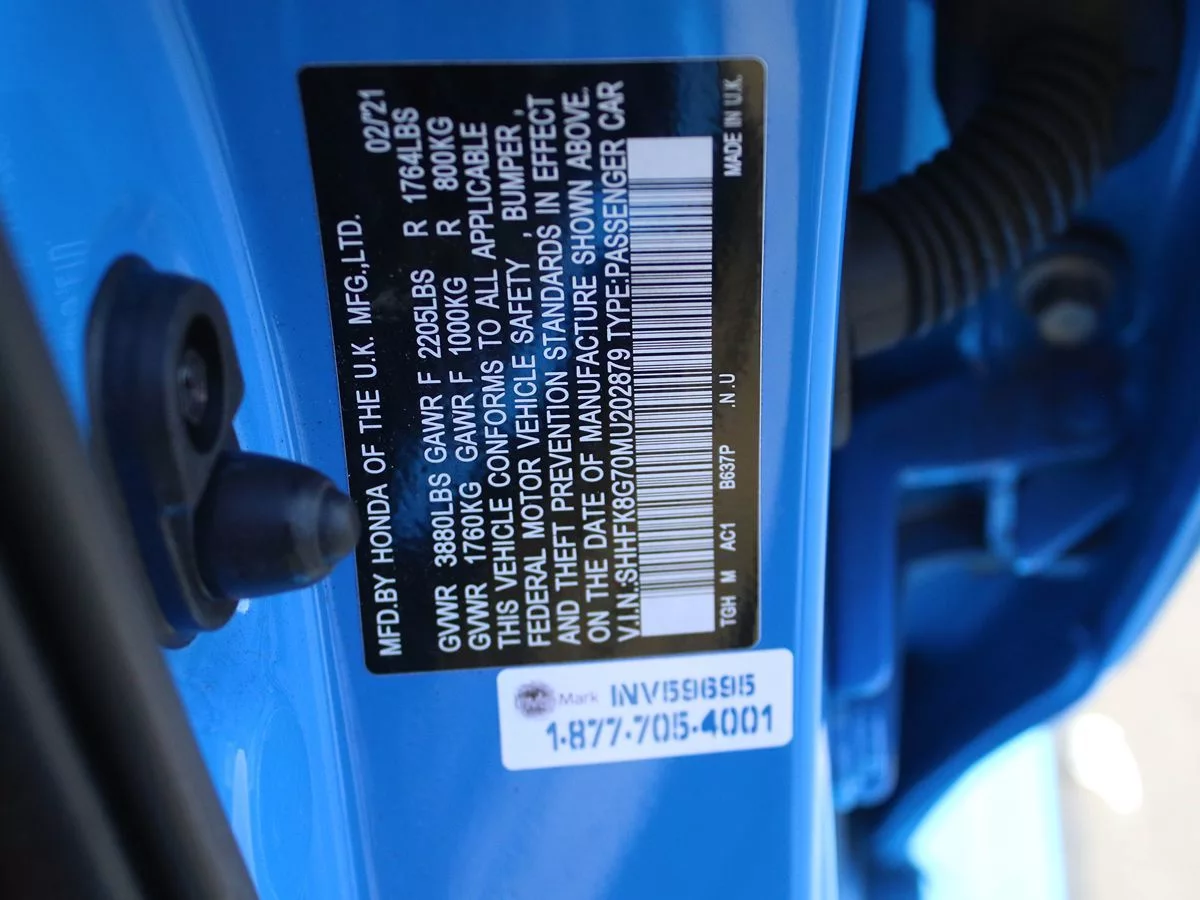 MFD.BY HONDA OF THE U.K. MFG.,LTD. 02/'21
GVWR 3880LBS GAWR F 2205LBS R 1764LBS
GVWR 1760KG GAWR F 1000KG R 800KG
THIS VEHICLE CONFORMS TO ALL APPLICABLE
FEDERAL MOTOR VEHICLE SAFETY , BUMPER ,
AND THEFT PREVENTION STANDARDS IN EFFECT
ON THE DATE OF MANUFACTURE SHOWN ABOVE.
V.I.N.:SHHFK8G70MU202879 TYPE:PASSENGER CAR
TGH M AC1 B637P .N.U MADE IN U.K.
Mark INV59695
1-877-705-4001